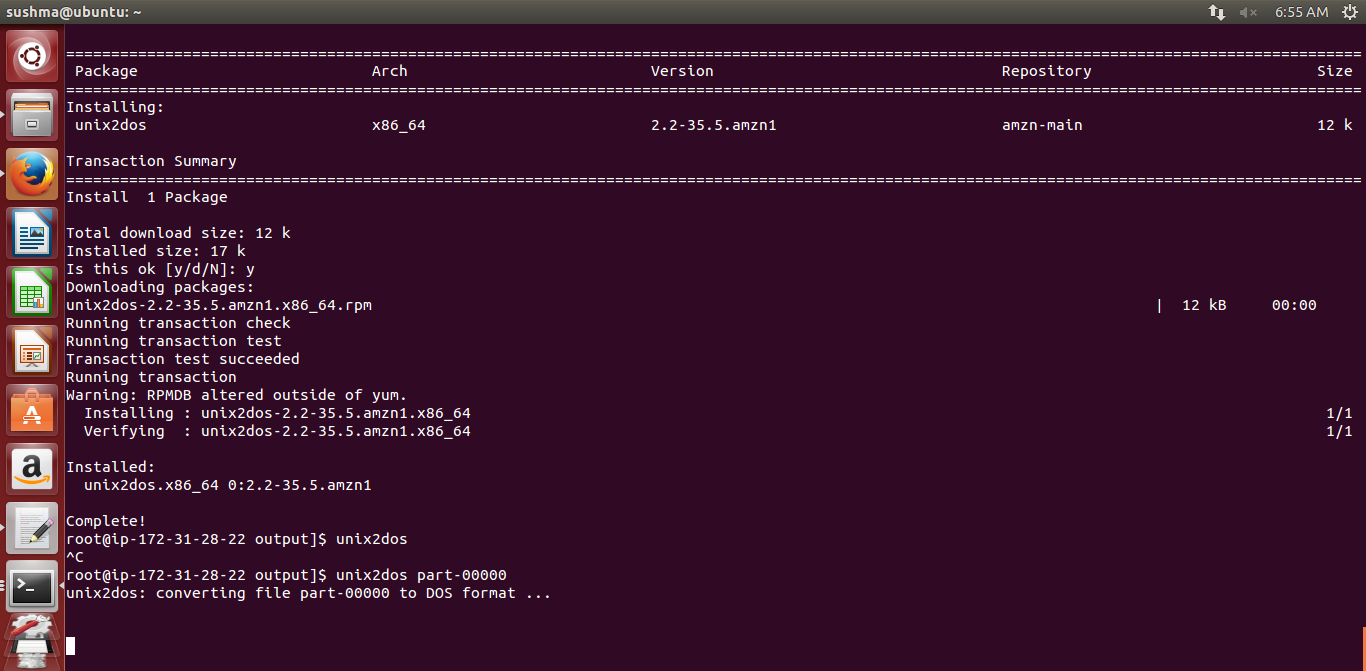 sushma@ubuntu: ~ 6:55 AM
================================================================================================================================================
Package Arch Version Repository Size
================================================================================================================================================
Installing:
unix2dos x86_64 2.2-35.5.amzn1 amzn-main 12 k
Transaction Summary
================================================================================================================================================
Install  1 Package
Total download size: 12 k
Installed size: 17 k
Is this ok [y/d/N]: y
Downloading packages:
unix2dos-2.2-35.5.amzn1.x86_64.rpm | 12 kB 00:00
Running transaction check
Running transaction test
Transaction test succeeded
Running transaction
Warning: RPMDB altered outside of yum.
Installing : unix2dos-2.2-35.5.amzn1.x86_64 1/1
Verifying  : unix2dos-2.2-35.5.amzn1.x86_64 1/1
Installed:
unix2dos.x86_64 0:2.2-35.5.amzn1
Complete!
root@ip-172-31-28-22 output]$ unix2dos
^C
root@ip-172-31-28-22 output]$ unix2dos part-00000
unix2dos: converting file part-00000 to DOS format ...